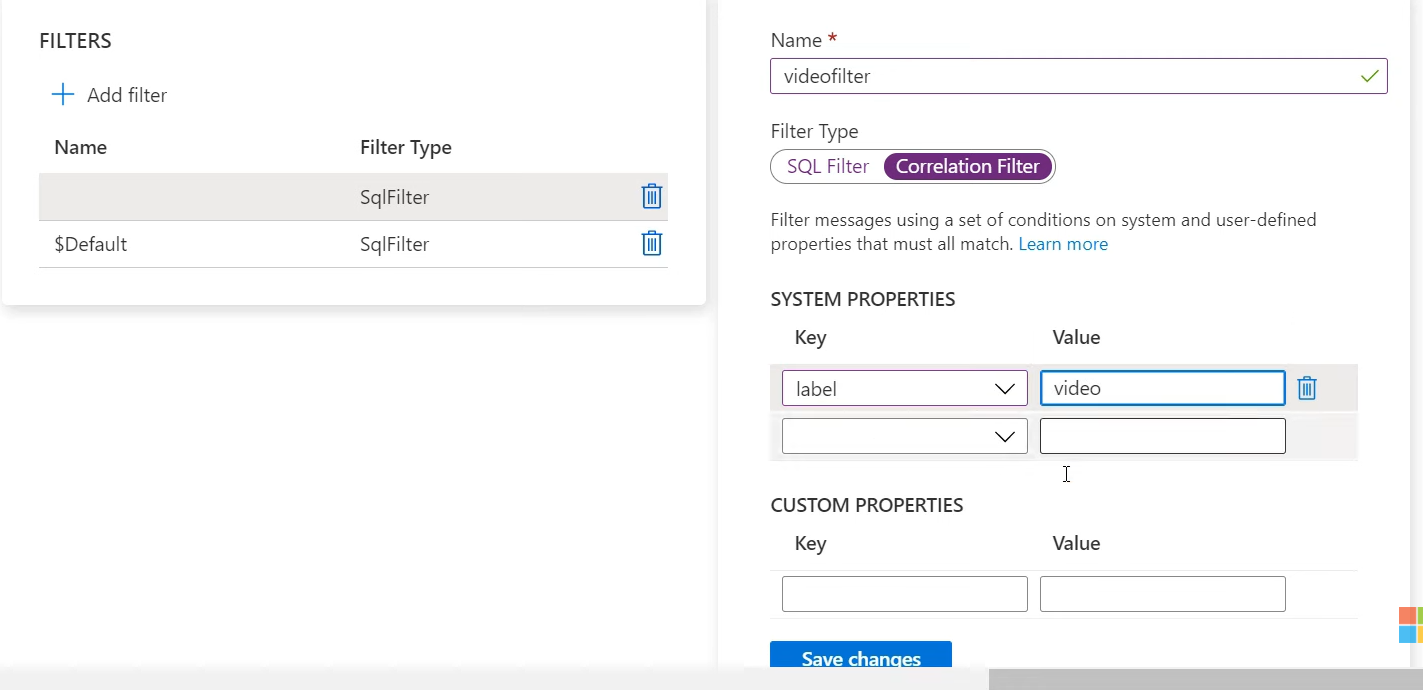 FILTERS
Add filter
Name Filter Type
SqlFilter
$Default SqlFilter
Name *
videofilter
Filter Type
SQL Filter Correlation Filter
Filter messages using a set of conditions on system and user-defined
properties that must all match. Learn more
SYSTEM PROPERTIES
Key Value
label video
CUSTOM PROPERTIES
Key Value
Save changes